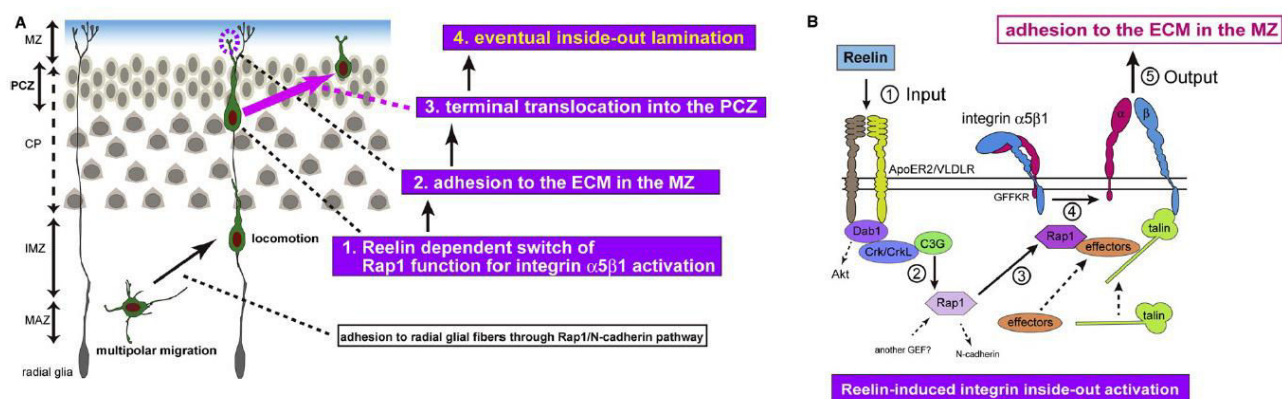 A
MZ
PCZ
CP
IMZ
MAZ
radial glia
multipolar migration
locomotion
4. eventual inside-out lamination
3. terminal translocation into the PCZ
2. adhesion to the ECM in the MZ
1. Reelin dependent switch of
Rap1 function for integrin α5β1 activation
adhesion to radial glial fibers through Rap1/N-cadherin pathway
B
adhesion to the ECM in the MZ
Reelin
① Input
⑤ Output
integrin α5β1
α
β
ApoER2/VLDLR
GFFKR
④
Dab1
Crk/CrkL
C3G
Akt
②
Rap1
③
Rap1
effectors
talin
effectors
talin
another GEF?
N-cadherin
Reelin-induced integrin inside-out activation